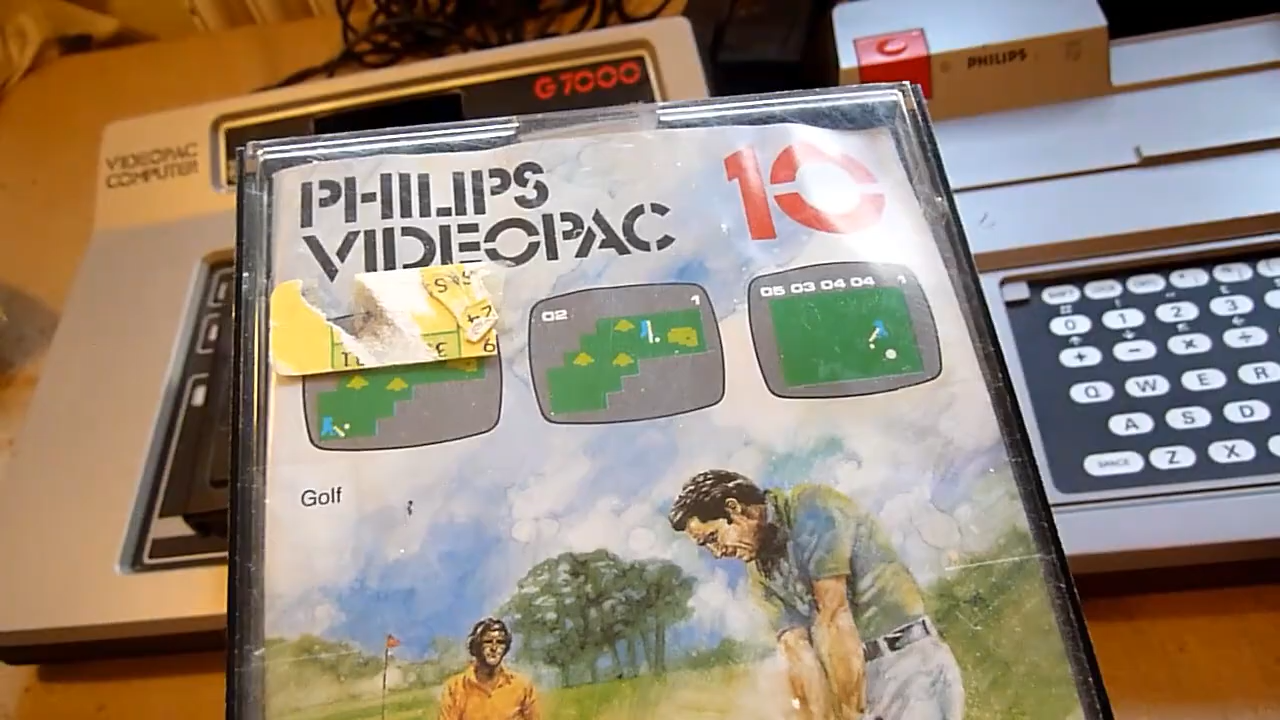 G7000
PHILIPS
VIDEOPAC
COMPUTER
PHILIPS
VIDEOPAC
10
02
1
05 03 04 04 1
Golf
0 1 2 3
+ - × ÷
Q W E R
A S D
SPACE Z X